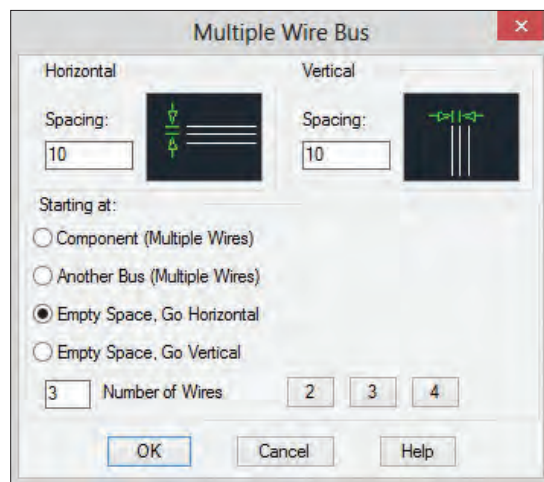 Multiple Wire Bus
Horizontal
Vertical
Spacing:
10
Spacing:
10
Starting at:
Component (Multiple Wires)
Another Bus (Multiple Wires)
Empty Space, Go Horizontal
Empty Space, Go Vertical
3 Number of Wires 2 3 4
OK Cancel Help